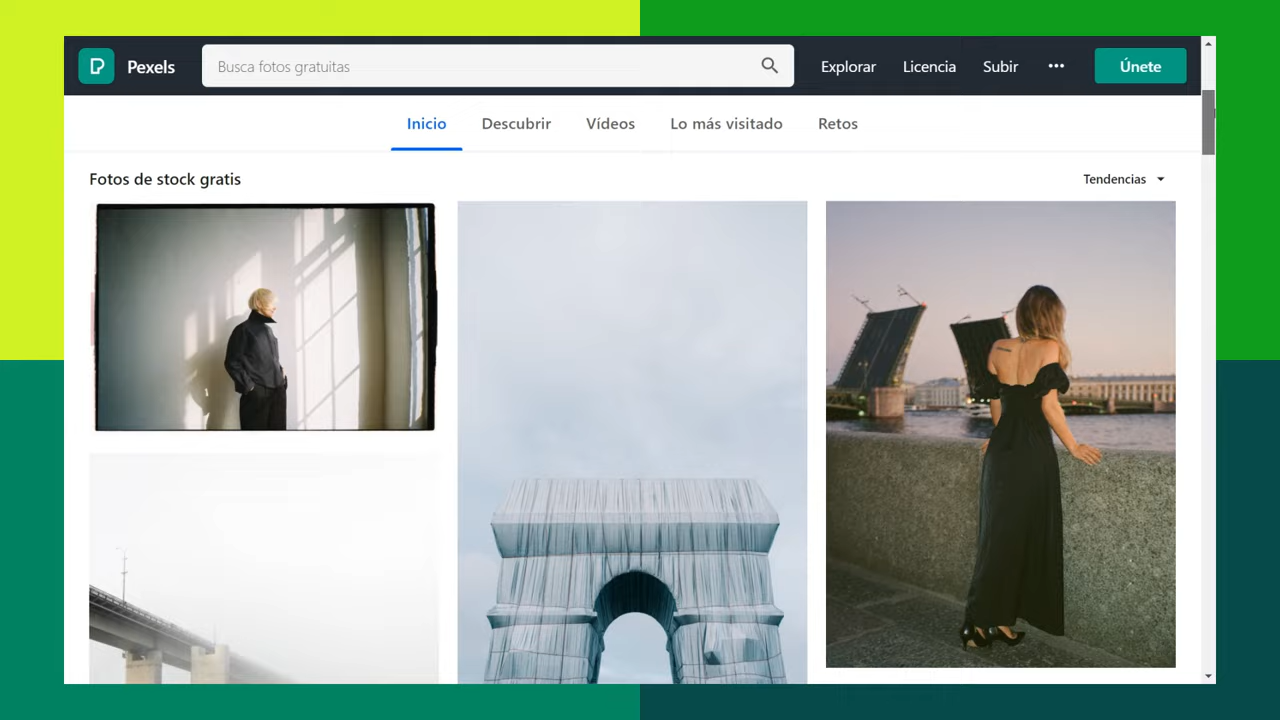 Pexels
Busca fotos gratuitas
Explorar
Licencia
Subir
Únete
Inicio
Descubrir
Vídeos
Lo más visitado
Retos
Fotos de stock gratis
Tendencias